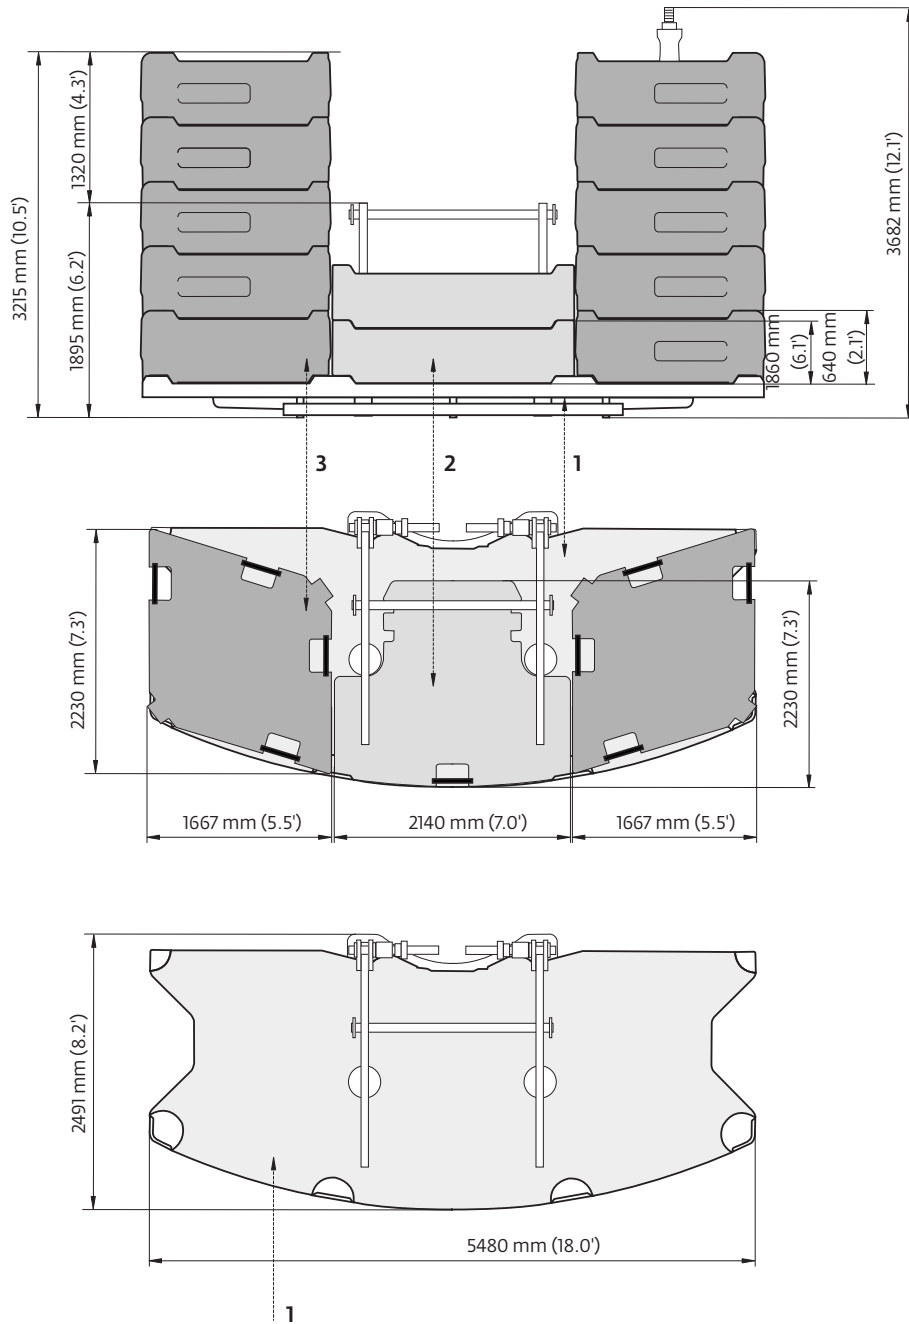 1320 mm (4.3')
3215 mm (10.5')
1895 mm (6.2')
3682 mm (12.1')
1860 mm
(6.1')
640 mm
(2.1')
3
2
1
2230 mm (7.3')
2230 mm (7.3')
1667 mm (5.5')
2140 mm (7.0')
1667 mm (5.5')
2491 mm (8.2')
5480 mm (18.0')
1